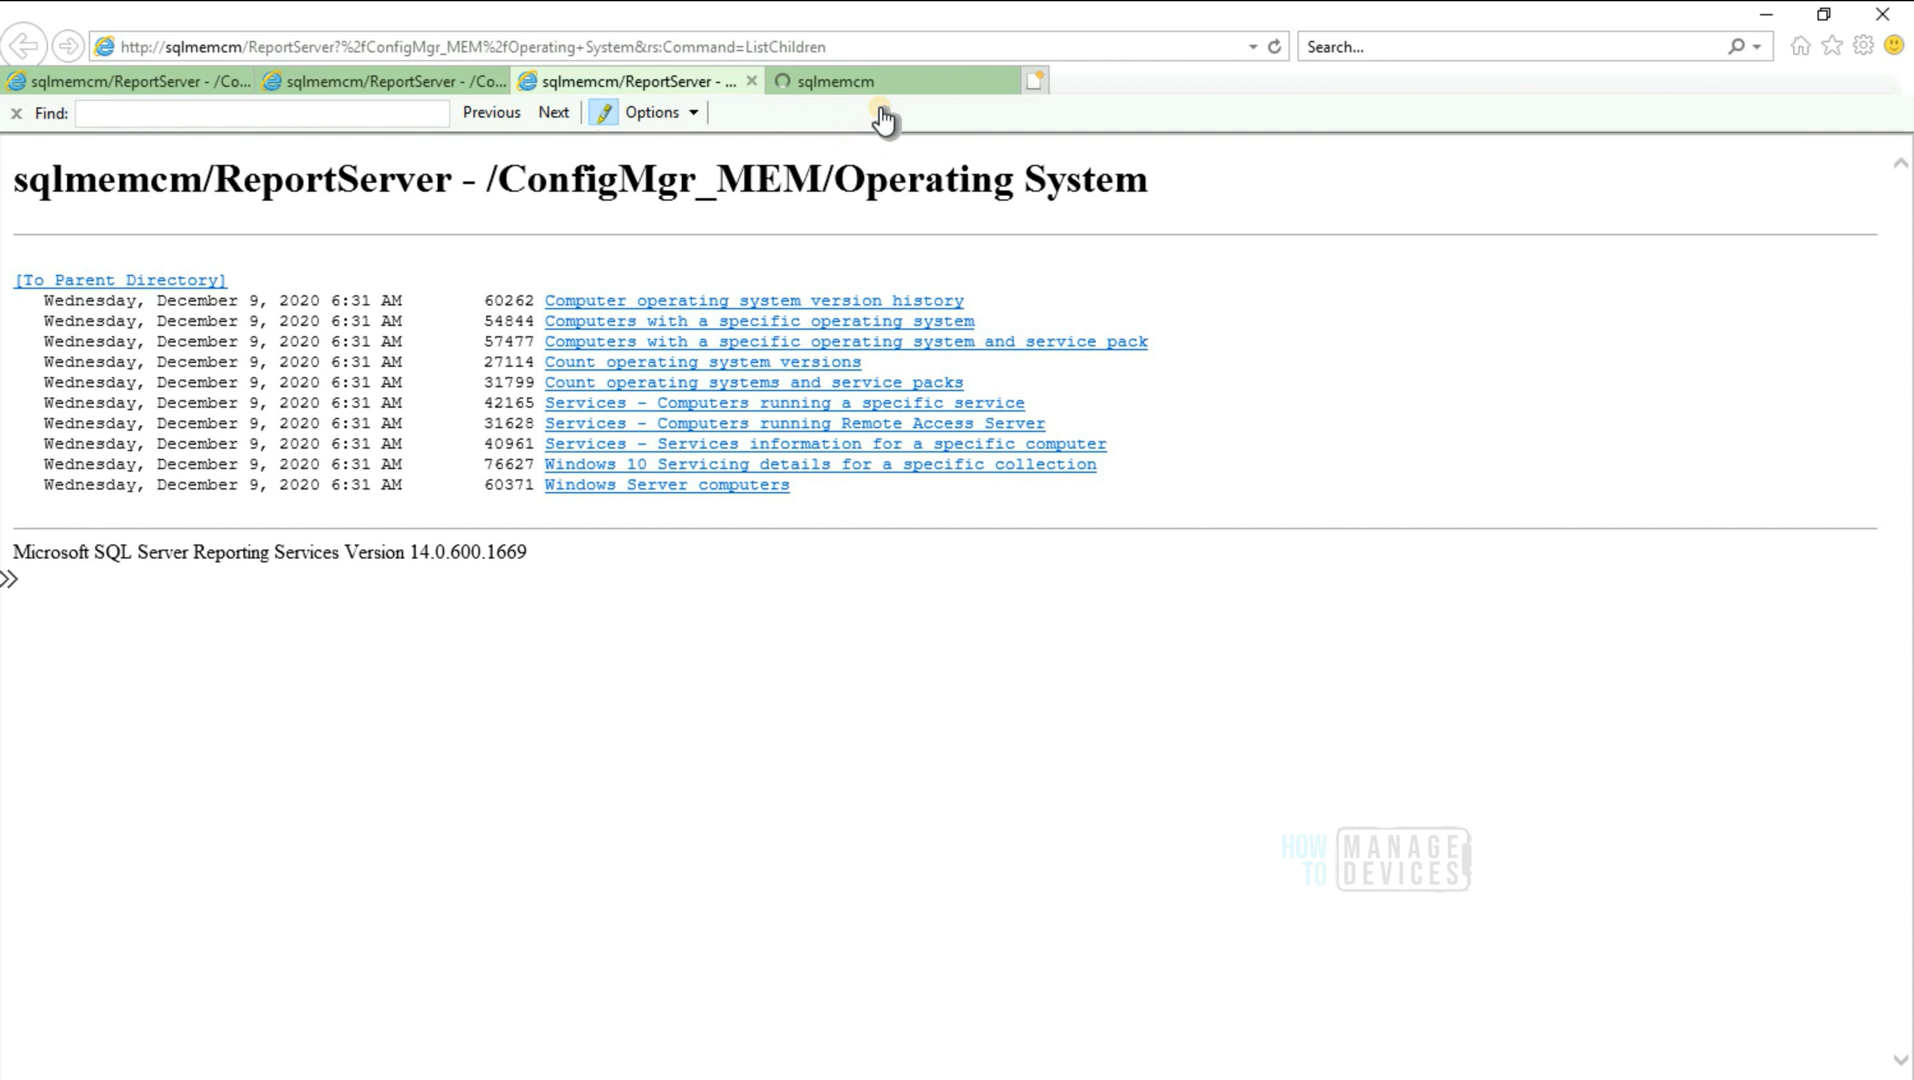 http://sqlmemcm/ReportServer?%2fConfigMgr_MEM%2fOperating+System&rs:Command=ListChildren
Search...
sqlmemcm/ReportServer - /Co...
sqlmemcm/ReportServer - /Co...
sqlmemcm/ReportServer - ...
sqlmemcm
Find:
Previous
Next
Options
sqlmemcm/ReportServer - /ConfigMgr_MEM/Operating System
[To Parent Directory]
Wednesday, December 9, 2020 6:31 AM 60262 Computer operating system version history
Wednesday, December 9, 2020 6:31 AM 54844 Computers with a specific operating system
Wednesday, December 9, 2020 6:31 AM 57477 Computers with a specific operating system and service pack
Wednesday, December 9, 2020 6:31 AM 27114 Count operating system versions
Wednesday, December 9, 2020 6:31 AM 31799 Count operating systems and service packs
Wednesday, December 9, 2020 6:31 AM 42165 Services - Computers running a specific service
Wednesday, December 9, 2020 6:31 AM 31628 Services - Computers running Remote Access Server
Wednesday, December 9, 2020 6:31 AM 40961 Services - Services information for a specific computer
Wednesday, December 9, 2020 6:31 AM 76627 Windows 10 Servicing details for a specific collection
Wednesday, December 9, 2020 6:31 AM 60371 Windows Server computers
Microsoft SQL Server Reporting Services Version 14.0.600.1669
HOW MANAGE
TO DEVICES